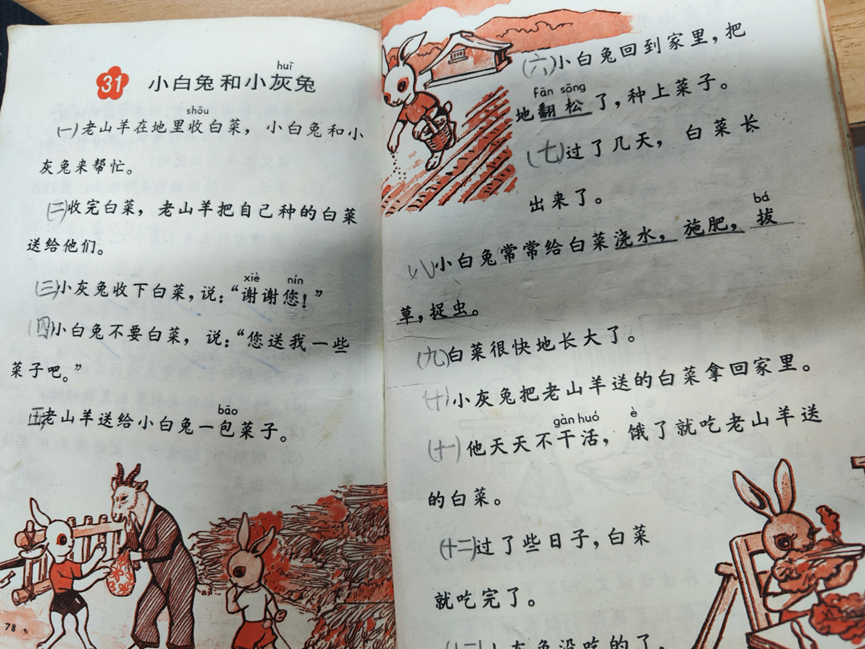 31 小白兔和小灰兔
huī
shōu
(一)老山羊在地里收白菜，小白兔和小
灰兔来帮忙。
(二)收完白菜，老山羊把自己种的白菜
送给他们。
xiè nín
(三)小灰兔收下白菜，说：“谢谢您！”
(四)小白兔不要白菜，说：“您送我一些
菜子吧。”
bāo
(五)老山羊送给小白兔一包菜子。
78
(六)小白兔回到家里，把
fān sōng
地翻松了，种上菜子。
(七)过了几天，白菜长
出来了。
bá
(八)小白兔常常给白菜浇水，施肥，拔
草，捉虫。
(九)白菜很快地长大了。
(十)小灰兔把老山羊送的白菜拿回家里。
gàn huó è
(十一)他天天不干活，饿了就吃老山羊送
的白菜。
(十二)过了些日子，白菜
就吃完了。
小灰兔没吃的了，